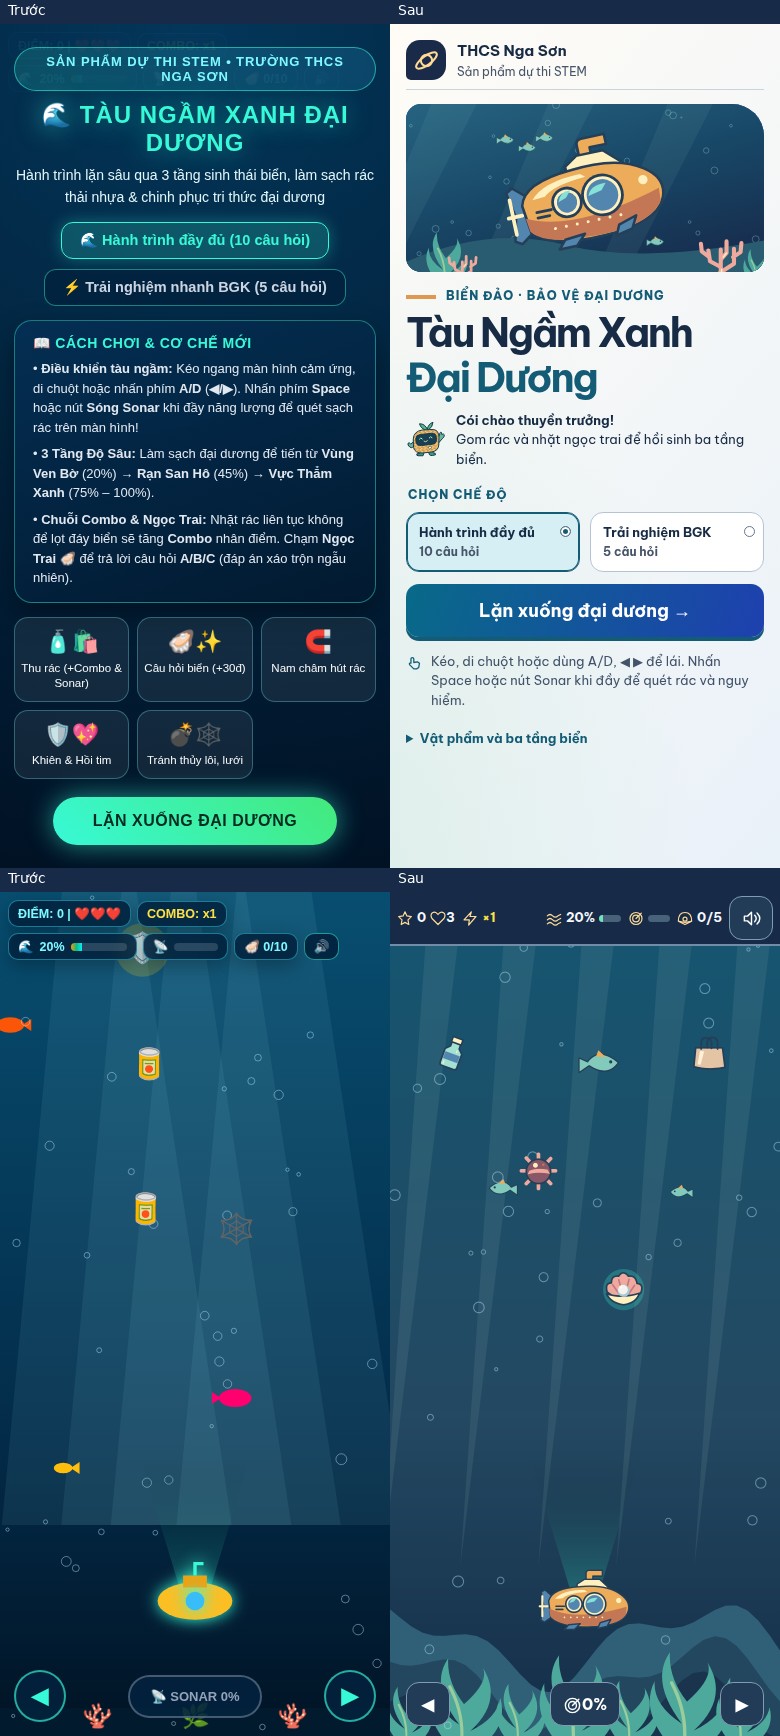 Trước
SẢN PHẨM DỰ THI STEM • TRƯỜNG THCS
NGA SƠN
🌊 TÀU NGẦM XANH ĐẠI
DƯƠNG
Hành trình lặn sâu qua 3 tầng sinh thái biển, làm sạch rác
thải nhựa & chinh phục tri thức đại dương
🌊 Hành trình đầy đủ (10 câu hỏi)
⚡ Trải nghiệm nhanh BGK (5 câu hỏi)
📖 CÁCH CHƠI & CƠ CHẾ MỚI
• Điều khiển tàu ngầm: Kéo ngang màn hình cảm ứng,
di chuột hoặc nhấn phím A/D (◀/▶). Nhấn phím Space
hoặc nút Sóng Sonar khi đầy năng lượng để quét sạch
rác trên màn hình!
• 3 Tầng Độ Sâu: Làm sạch đại dương để tiến từ Vùng
Ven Bờ (20%) → Rạn San Hô (45%) → Vực Thẳm
Xanh (75% – 100%).
• Chuỗi Combo & Ngọc Trai: Nhặt rác liên tục không
để lọt đáy biển sẽ tăng Combo nhân điểm. Chạm Ngọc
Trai 🦪 để trả lời câu hỏi A/B/C (đáp án xáo trộn ngẫu
nhiên).
Thu rác (+Combo &
Sonar)
Câu hỏi biển (+30đ)
Nam châm hút rác
Khiên & Hồi tim
Tránh thủy lôi, lưới
LẶN XUỐNG ĐẠI DƯƠNG
Sau
THCS Nga Sơn
Sản phẩm dự thi STEM
BIỂN ĐẢO · BẢO VỆ ĐẠI DƯƠNG
Tàu Ngầm Xanh
Đại Dương
Cói chào thuyền trưởng!
Gom rác và nhặt ngọc trai để hồi sinh ba tầng
biển.
CHỌN CHẾ ĐỘ
Hành trình đầy đủ
10 câu hỏi
Trải nghiệm BGK
5 câu hỏi
Lặn xuống đại dương →
Kéo, di chuột hoặc dùng A/D, ◀ ▶ để lái. Nhấn
Space hoặc nút Sonar khi đầy để quét rác và nguy
hiểm.
▶ Vật phẩm và ba tầng biển
Trước
ĐIỂM: 0 | ❤️❤️❤️
COMBO: x1
20%
0/10
SONAR 0%
Sau
0
3
×1
20%
0/5
0%